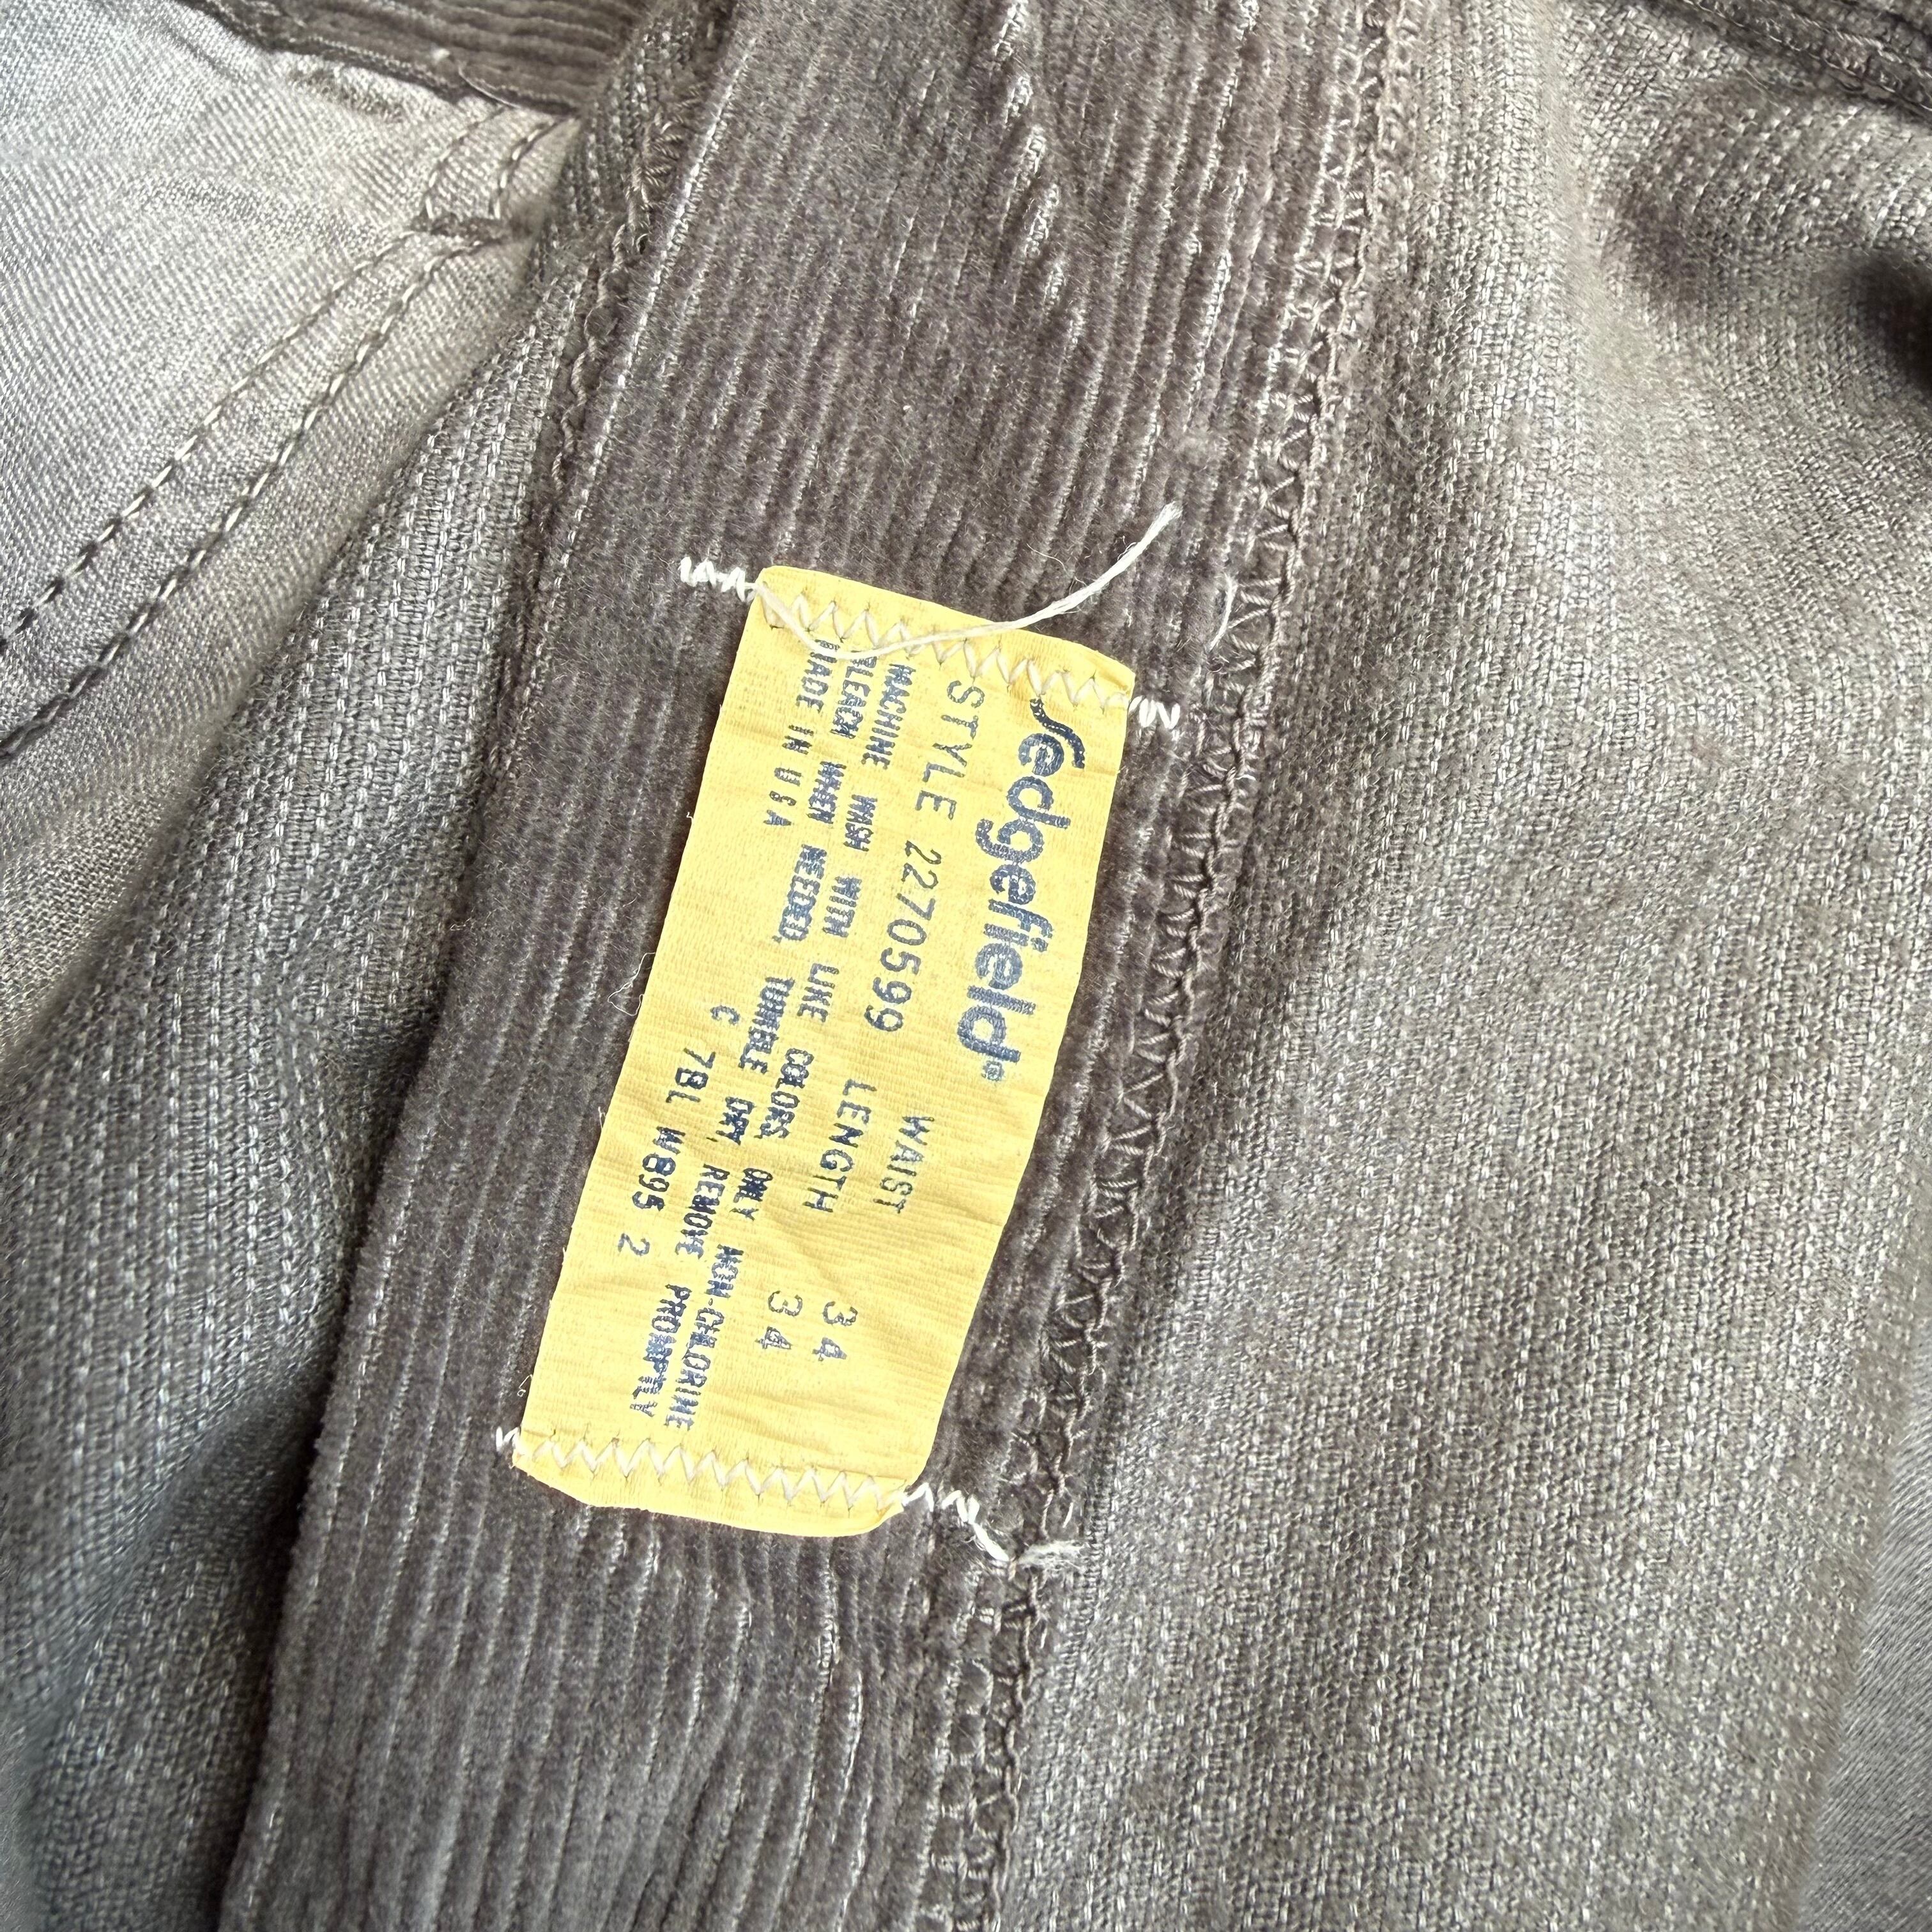 Sedgefield®
STYLE 2270599 WAIST 34
LENGTH 34
MACHINE WASH WITH LIKE COLORS, ONLY NON-CHLORINE
BLEACH WHEN NEEDED, TUMBLE DRY, REMOVE PROMPTLY
MADE IN USA C 7BL W895 2